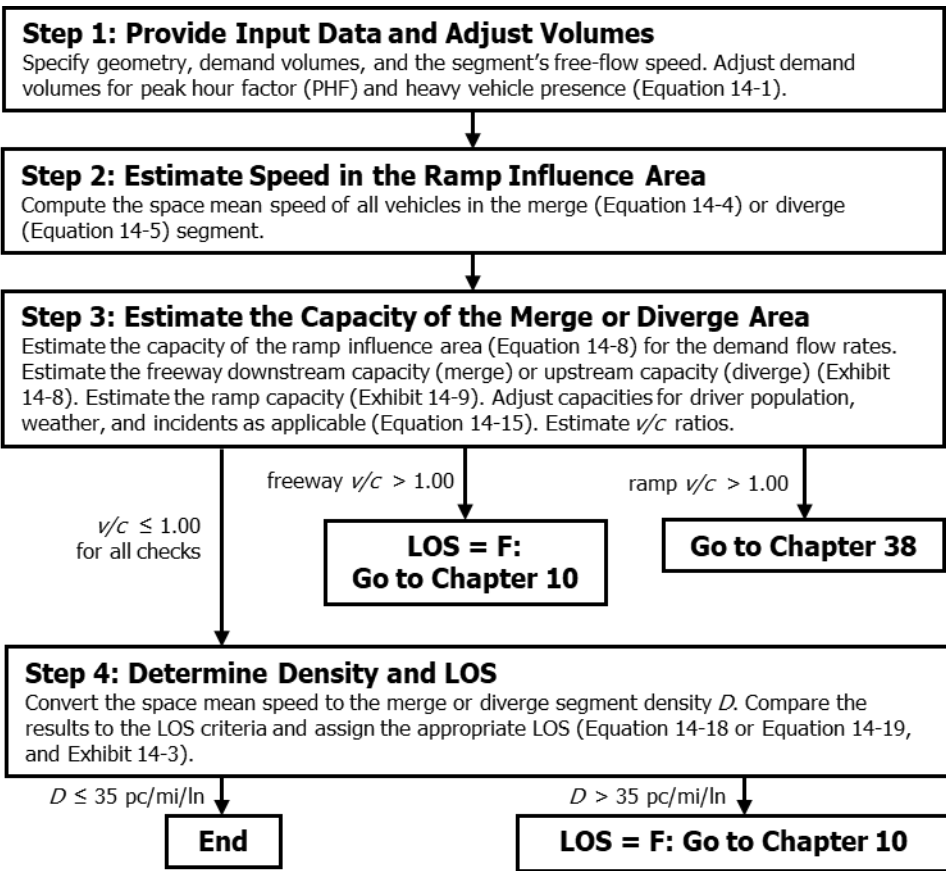 Step 1: Provide Input Data and Adjust Volumes
Specify geometry, demand volumes, and the segment’s free-flow speed. Adjust demand
volumes for peak hour factor (PHF) and heavy vehicle presence (Equation 14-1).
Step 2: Estimate Speed in the Ramp Influence Area
Compute the space mean speed of all vehicles in the merge (Equation 14-4) or diverge
(Equation 14-5) segment.
Step 3: Estimate the Capacity of the Merge or Diverge Area
Estimate the capacity of the ramp influence area (Equation 14-8) for the demand flow rates.
Estimate the freeway downstream capacity (merge) or upstream capacity (diverge) (Exhibit
14-8). Estimate the ramp capacity (Exhibit 14-9). Adjust capacities for driver population,
weather, and incidents as applicable (Equation 14-15). Estimate v/c ratios.
freeway v/c > 1.00
ramp v/c > 1.00
v/c ≤ 1.00
for all checks
LOS = F:
Go to Chapter 10
Go to Chapter 38
Step 4: Determine Density and LOS
Convert the space mean speed to the merge or diverge segment density D. Compare the
results to the LOS criteria and assign the appropriate LOS (Equation 14-18 or Equation 14-19,
and Exhibit 14-3).
D ≤ 35 pc/mi/ln
D > 35 pc/mi/ln
End
LOS = F: Go to Chapter 10